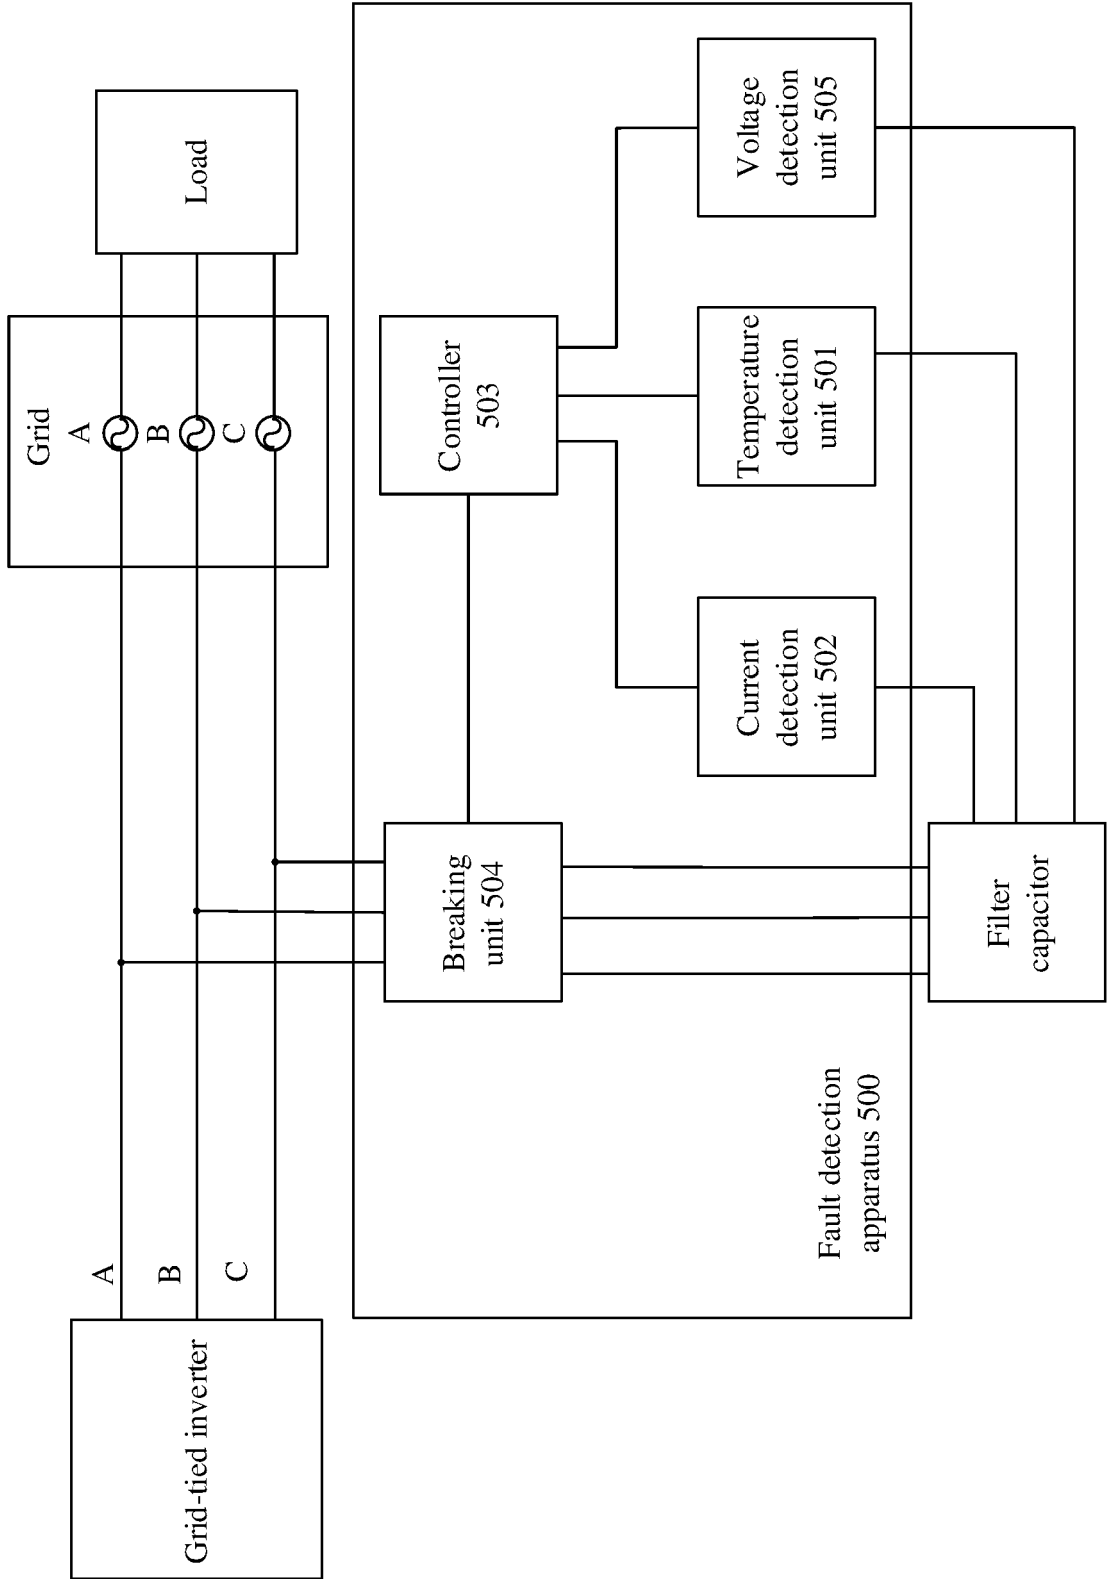 Grid-tied inverter
A
B
C
Grid
A
B
C
Load
Breaking
unit 504
Controller
503
Current
detection
unit 502
Temperature
detection
unit 501
Voltage
detection
unit 505
Fault detection
apparatus 500
Filter
capacitor